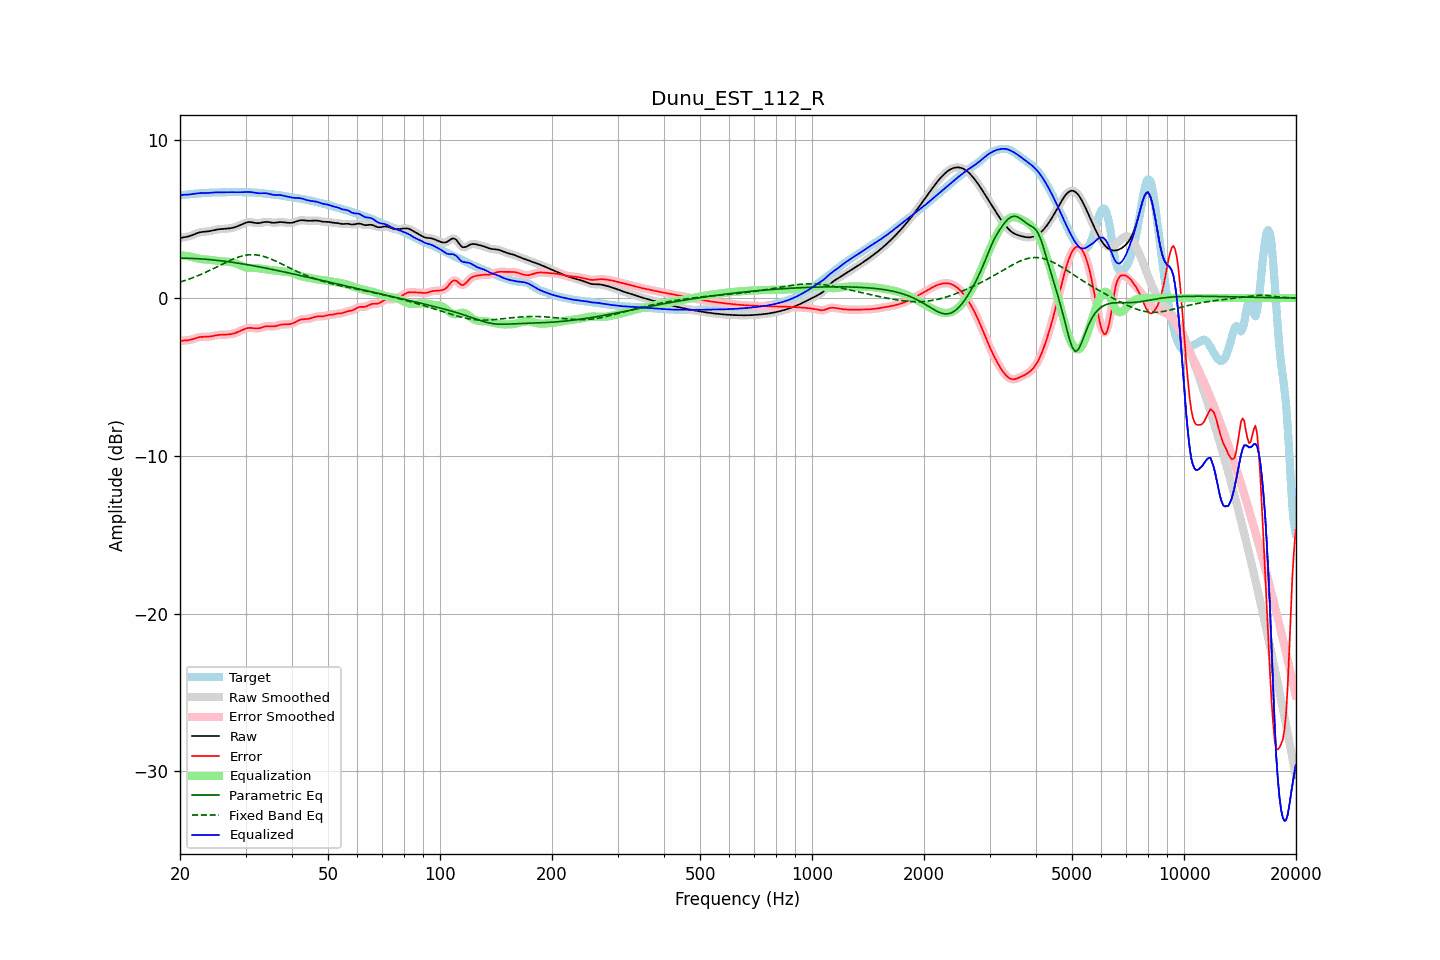 Dunu_EST_112_R
10
0
−10
−20
−30
Amplitude (dBr)
Target
Raw Smoothed
Error Smoothed
Raw
Error
Equalization
Parametric Eq
Fixed Band Eq
Equalized
20 50 100 200 500 1000 2000 5000 10000 20000
Frequency (Hz)